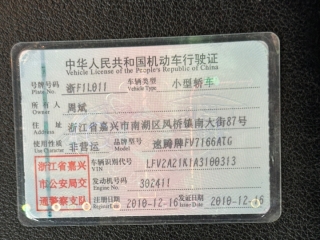 中华人民共和国机动车行驶证
Vehicle License of the People's Republic of China
号牌号码 浙F1L011 车辆类型 小型轿车
Plate No. Vehicle Type
所有人 周斌
Owner
住址 浙江省嘉兴市南湖区凤桥镇南大街87号
Address
使用性质 非营运 品牌型号 速腾牌FV7166ATG
浙江省嘉兴市公安局交通警察支队
车辆识别代号 LFV2A21K1A3100313
VIN
发动机号码 302411
Engine No.
注册日期 2010-12-16 发证日期 2010-12-16
Register Date Issue Date